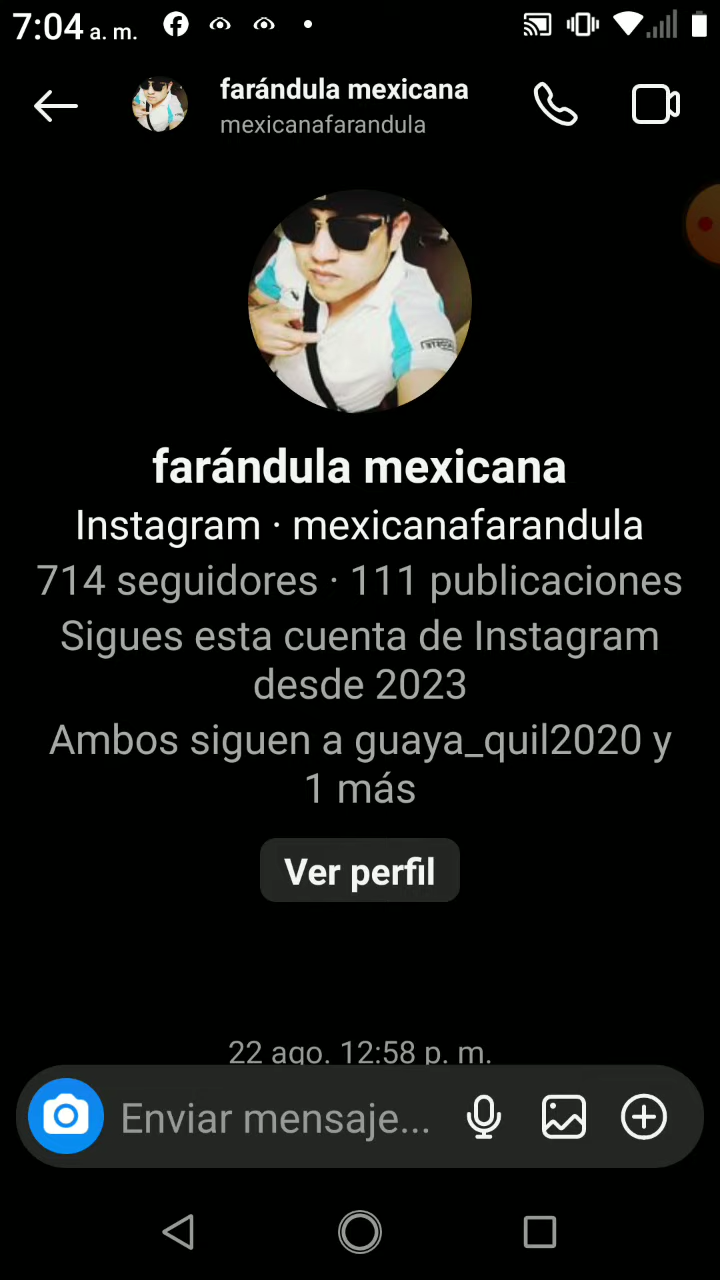 7:04 a. m.
farándula mexicana
mexicanafarandula
farándula mexicana
Instagram · mexicanafarandula
714 seguidores · 111 publicaciones
Sigues esta cuenta de Instagram
desde 2023
Ambos siguen a guaya_quil2020 y
1 más
Ver perfil
22 ago. 12:58 p. m.
Enviar mensaje...